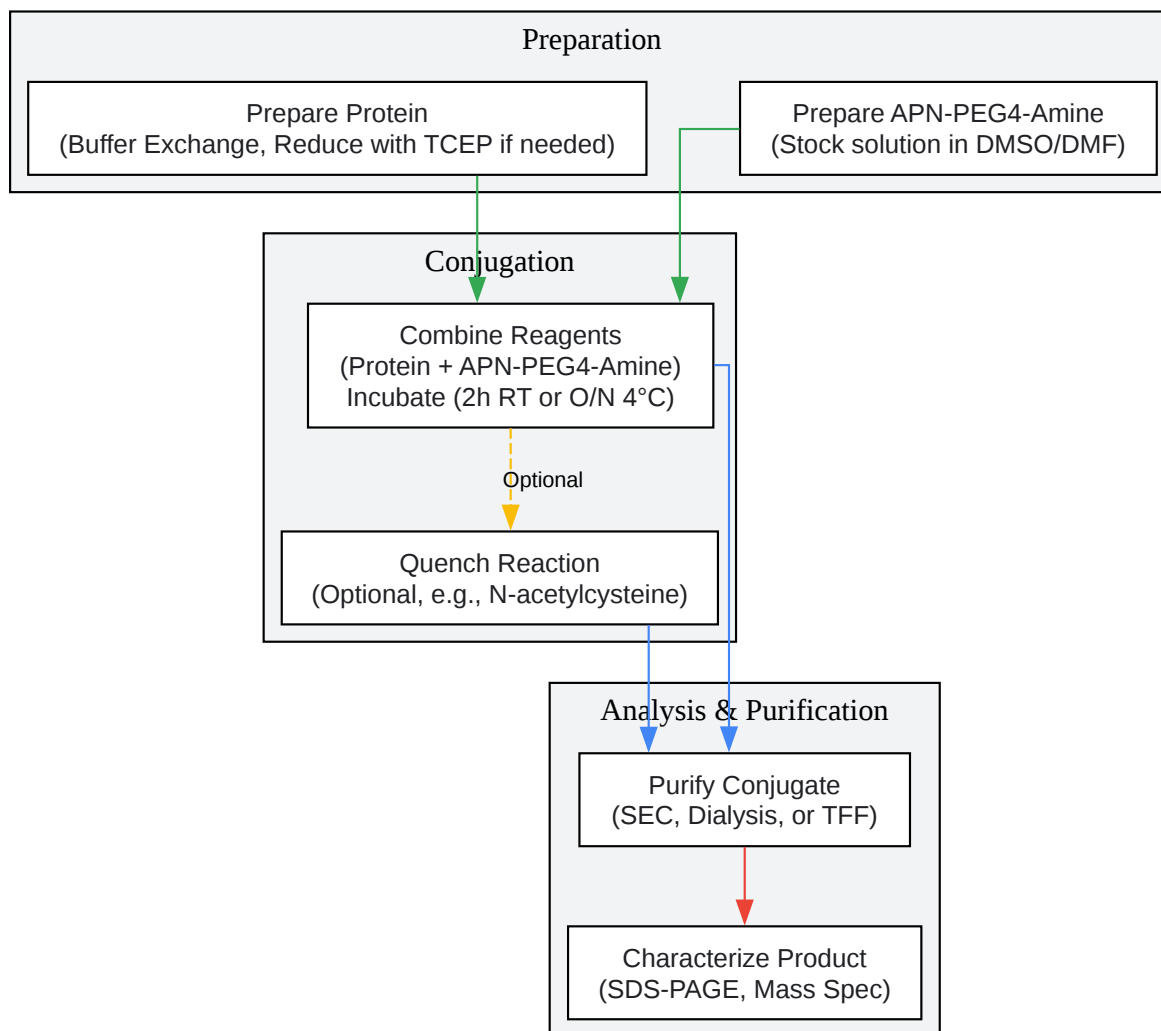 Preparation
Prepare Protein
(Buffer Exchange, Reduce with TCEP if needed)
Prepare APN-PEG4-Amine
(Stock solution in DMSO/DMF)
Conjugation
Combine Reagents
(Protein + APN-PEG4-Amine)
Incubate (2h RT or O/N 4°C)
Optional
Quench Reaction
(Optional, e.g., N-acetylcysteine)
Analysis & Purification
Purify Conjugate
(SEC, Dialysis, or TFF)
Characterize Product
(SDS-PAGE, Mass Spec)